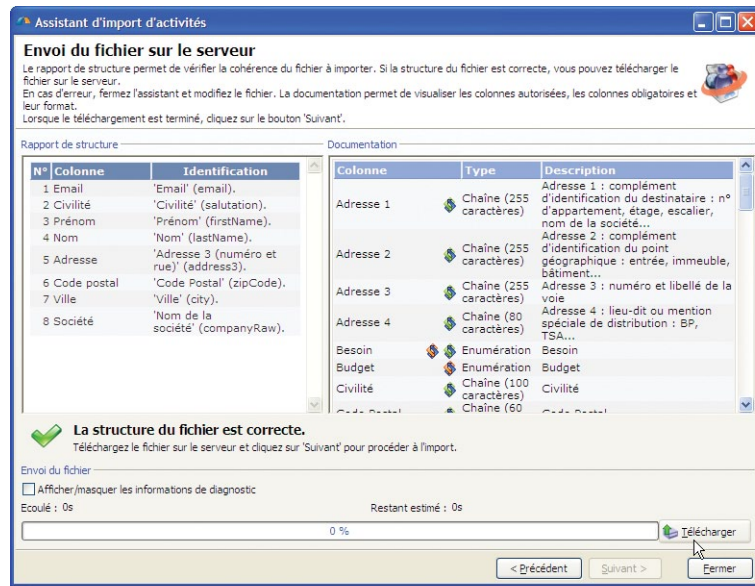 Assistant d'import d'activités
Envoi du fichier sur le serveur
Le rapport de structure permet de vérifier la cohérence du fichier à importer. Si la structure du fichier est correcte, vous pouvez télécharger le
fichier sur le serveur.
En cas d'erreur, fermez l'assistant et modifiez le fichier. La documentation permet de visualiser les colonnes autorisées, les colonnes obligatoires et
leur format.
Lorsque le téléchargement est terminé, cliquez sur le bouton 'Suivant'.
Rapport de structure
N° Colonne Identification
1 Email 'Email' (email).
2 Civilité 'Civilité' (salutation).
3 Prénom 'Prénom' (firstName).
4 Nom 'Nom' (lastName).
5 Adresse 'Adresse 3 (numéro et
rue)' (address3).
6 Code postal 'Code Postal' (zipCode).
7 Ville 'Ville' (city).
8 Société 'Nom de la
société' (companyRaw).
Documentation
Colonne Type Description
Adresse 1 Chaîne (255
caractères) Adresse 1 : complément
d'identification du destinataire : n°
d'appartement, étage, escalier,
nom de la société...
Adresse 2 Chaîne (255
caractères) Adresse 2 : complément
d'identification du point
géographique : entrée, immeuble,
bâtiment...
Adresse 3 Chaîne (255
caractères) Adresse 3 : numéro et libellé de la
voie
Adresse 4 Chaîne (80
caractères) Adresse 4 : lieu-dit ou mention
spéciale de distribution : BP,
TSA...
Besoin Enumération Besoin
Budget Enumération Budget
Civilité Chaîne (100
caractères) Civilité
Code Postal Chaîne (60
La structure du fichier est correcte.
Téléchargez le fichier sur le serveur et cliquez sur 'Suivant' pour procéder à l'import.
Envoi du fichier
Afficher/masquer les informations de diagnostic
Ecoulé : 0s Restant estimé : 0s
0 %
Télécharger
< Précédent Suivant > Fermer